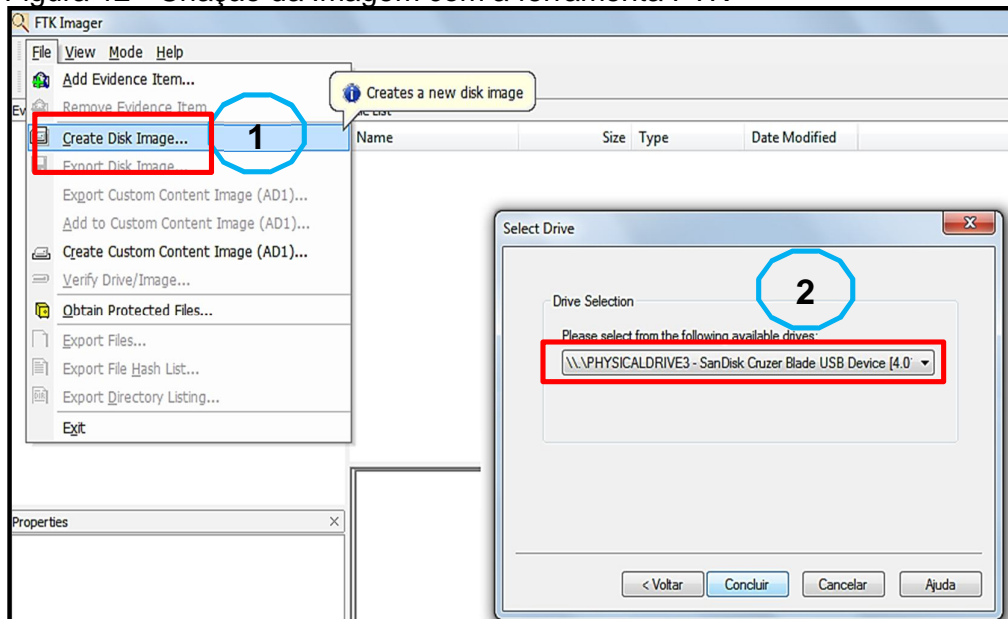 FTK Imager
File View Mode Help
Add Evidence Item...
Remove Evidence Item
Creates a new disk image
Create Disk Image...
1
Name Size Type Date Modified
Export Disk Image...
Export Custom Content Image (AD1)...
Add to Custom Content Image (AD1)...
Create Custom Content Image (AD1)...
Verify Drive/Image...
Obtain Protected Files...
Export Files...
Export File Hash List...
Export Directory Listing...
Exit
Properties
Select Drive
2
Drive Selection
Please select from the following available drives:
\\.\PHYSICALDRIVE3 - SanDisk Cruzer Blade USB Device [4.0
< Voltar Concluir Cancelar Ajuda